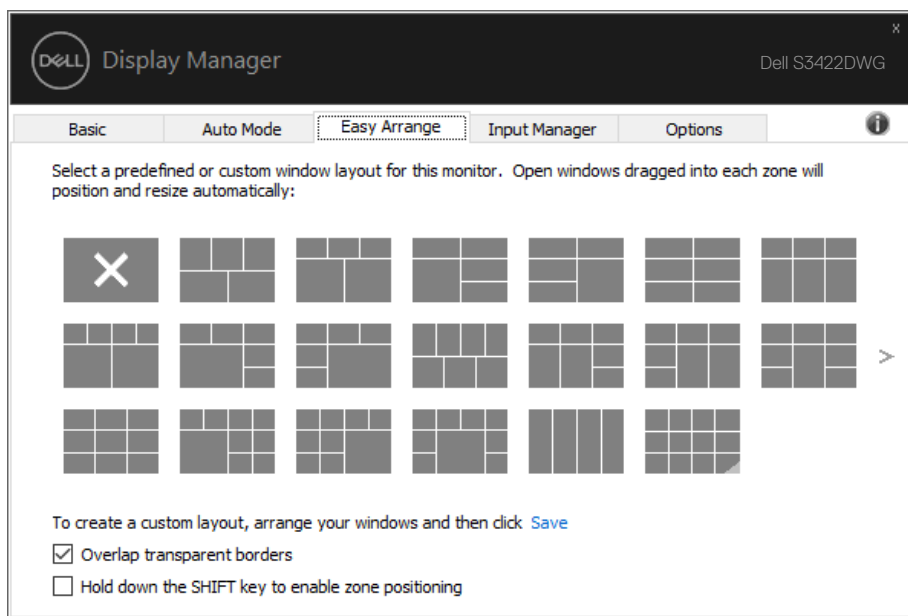 X
DELL
Display Manager
Dell S3422DWG
Basic
Auto Mode
Easy Arrange
Input Manager
Options
Select a predefined or custom window layout for this monitor. Open windows dragged into each zone will
position and resize automatically:
>
To create a custom layout, arrange your windows and then click Save
Overlap transparent borders
Hold down the SHIFT key to enable zone positioning